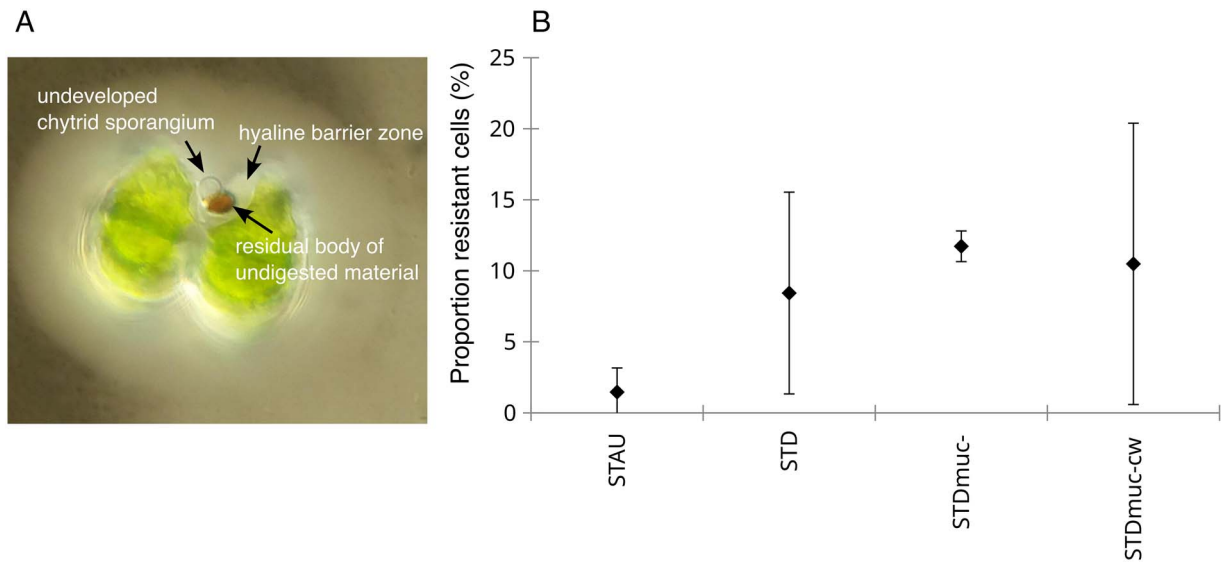 A
undeveloped
chytrid sporangium
hyaline barrier zone
residual body of
undigested material
B
Proportion resistant cells (%)
25
20
15
10
5
0
STAU
STD
STDmuc-
STDmuc-cw